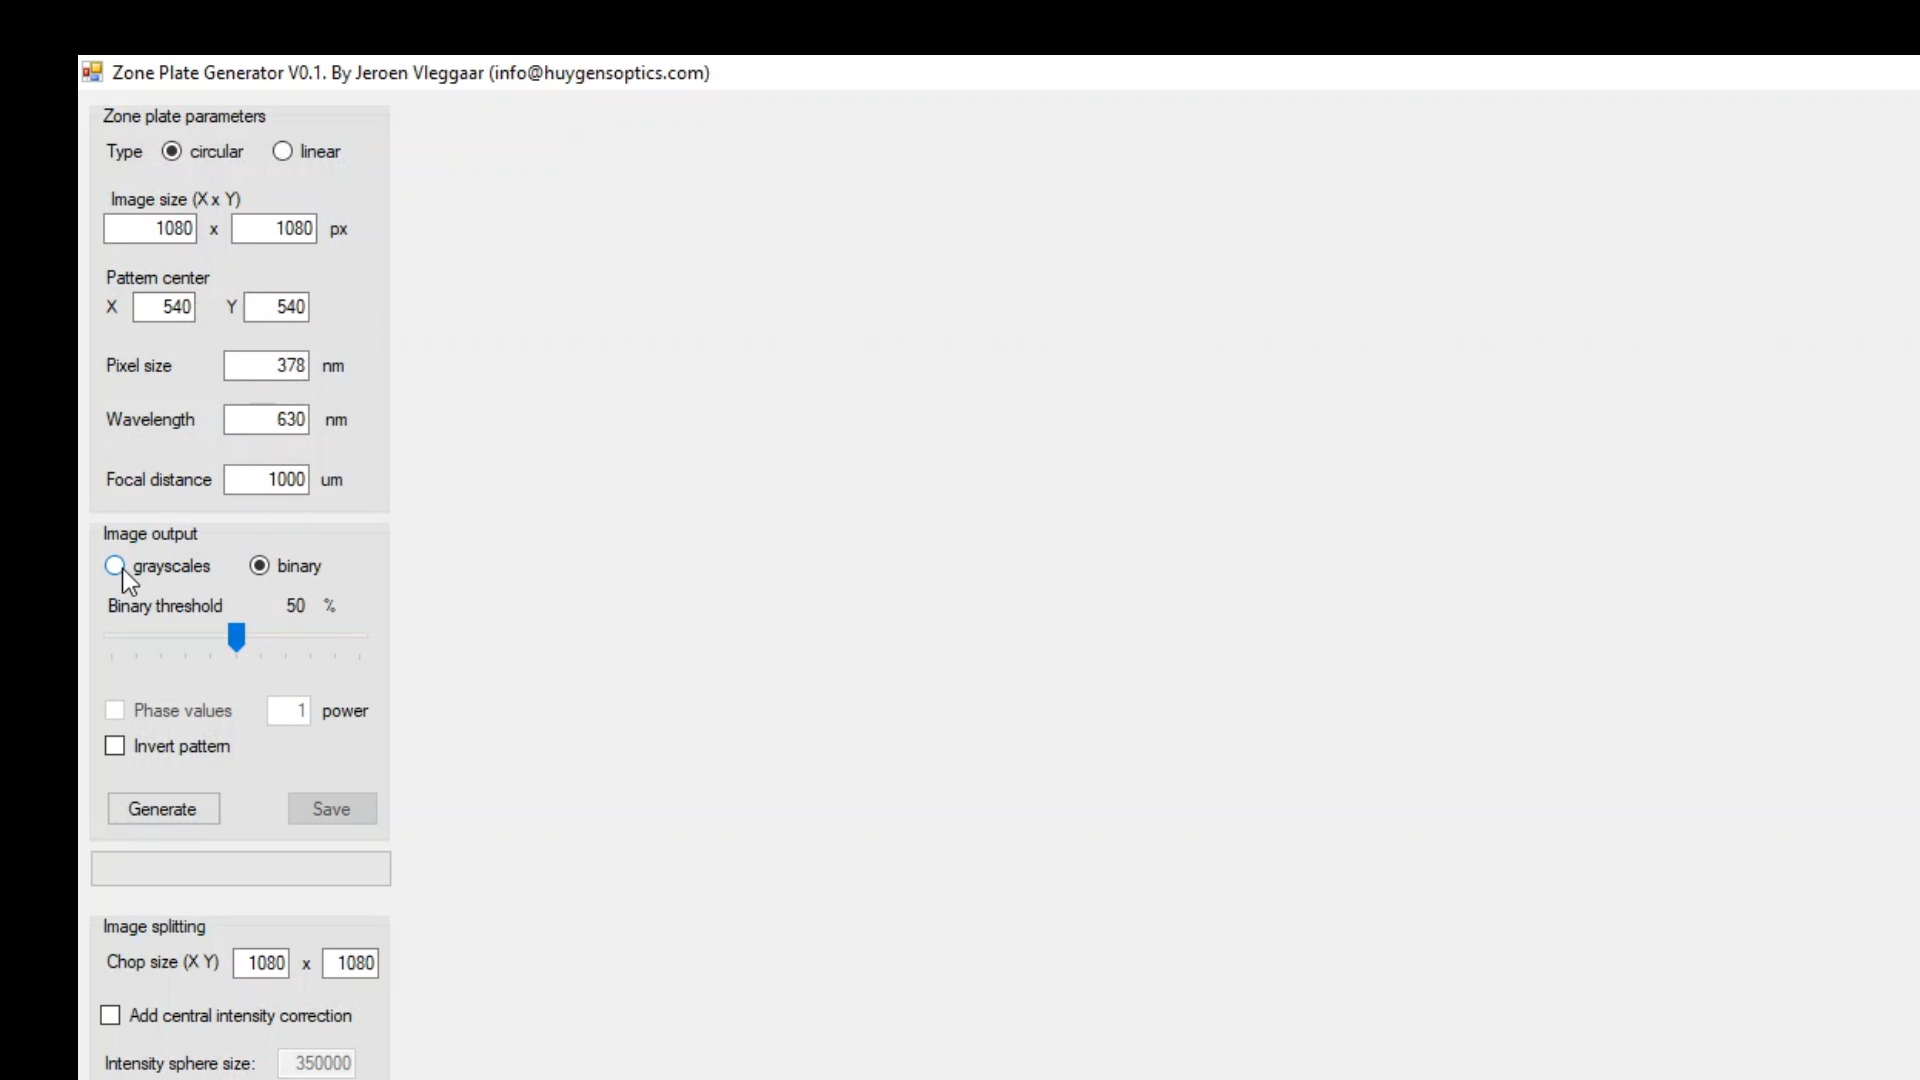 Zone Plate Generator V0.1. By Jeroen Vleggaar (info@huygensoptics.com)
Zone plate parameters
Type circular linear
Image size (X x Y)
1080 x 1080 px
Pattern center
X 540 Y 540
Pixel size 378 nm
Wavelength 630 nm
Focal distance 1000 um
Image output
grayscales binary
Binary threshold 50 %
Phase values 1 power
Invert pattern
Generate Save
Image splitting
Chop size (X Y) 1080 x 1080
Add central intensity correction
Intensity sphere size: 350000